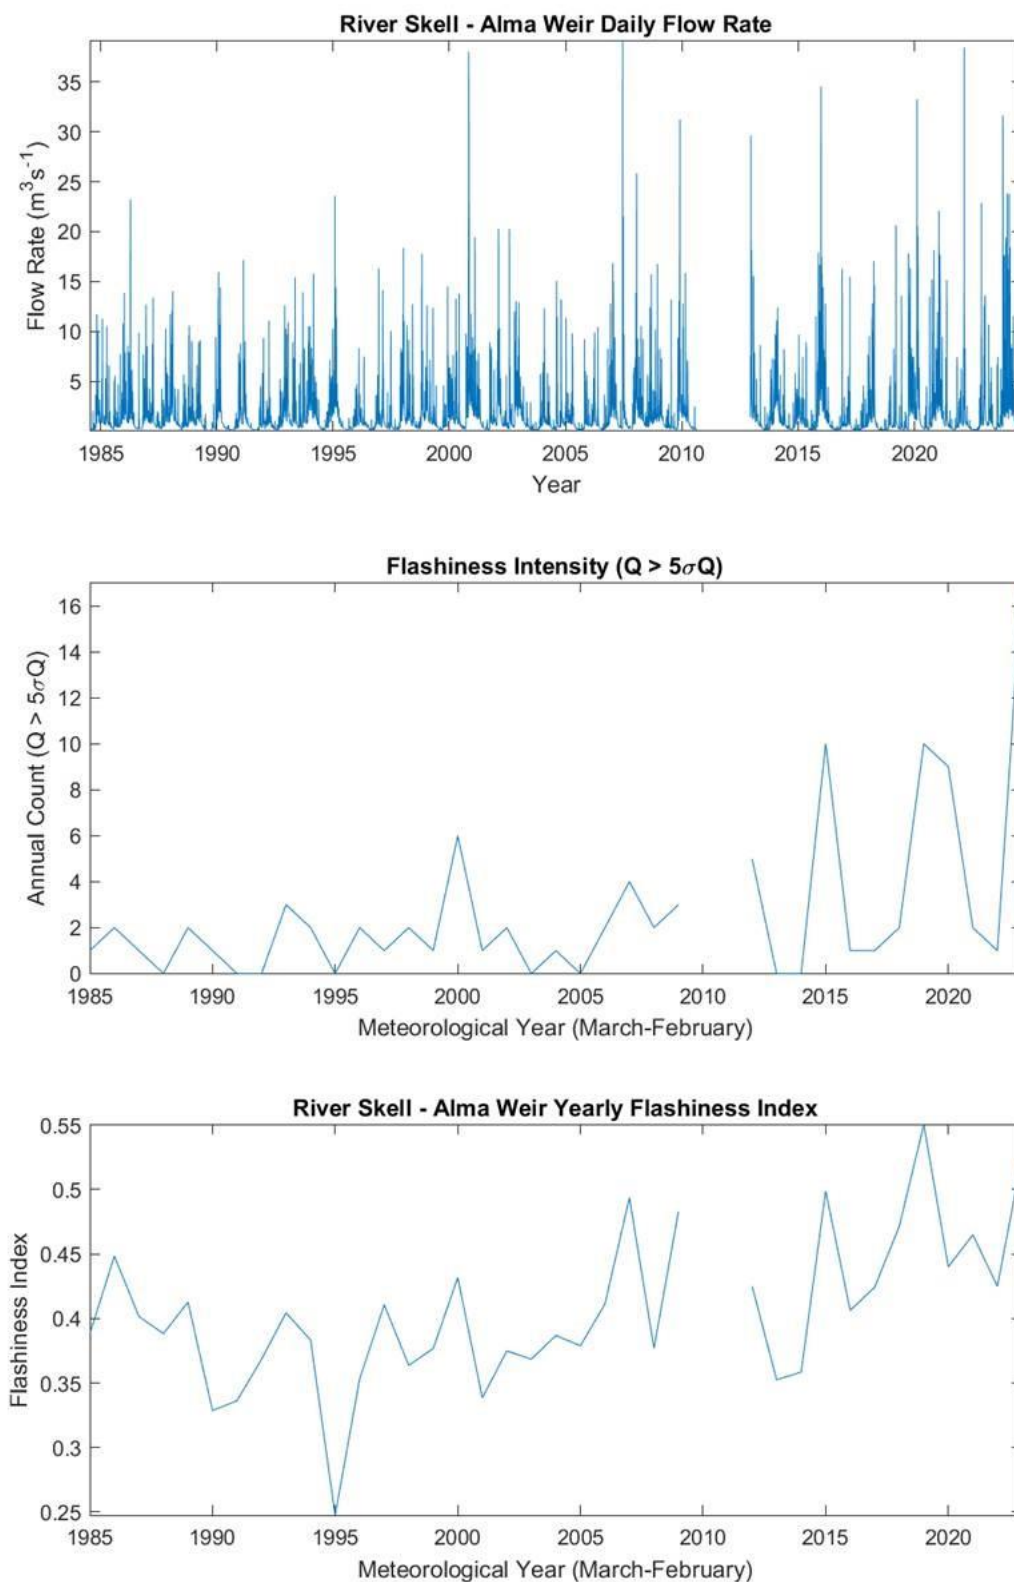 River Skell - Alma Weir Daily Flow Rate
35
30
25
20
15
10
5
Flow Rate (m³s⁻¹)
1985 1990 1995 2000 2005 2010 2015 2020
Year
Flashiness Intensity (Q > 5σQ)
16
14
12
10
8
6
4
2
0
Annual Count (Q > 5σQ)
1985 1990 1995 2000 2005 2010 2015 2020
Meteorological Year (March-February)
River Skell - Alma Weir Yearly Flashiness Index
0.55
0.5
0.45
0.4
0.35
0.3
0.25
Flashiness Index
1985 1990 1995 2000 2005 2010 2015 2020
Meteorological Year (March-February)